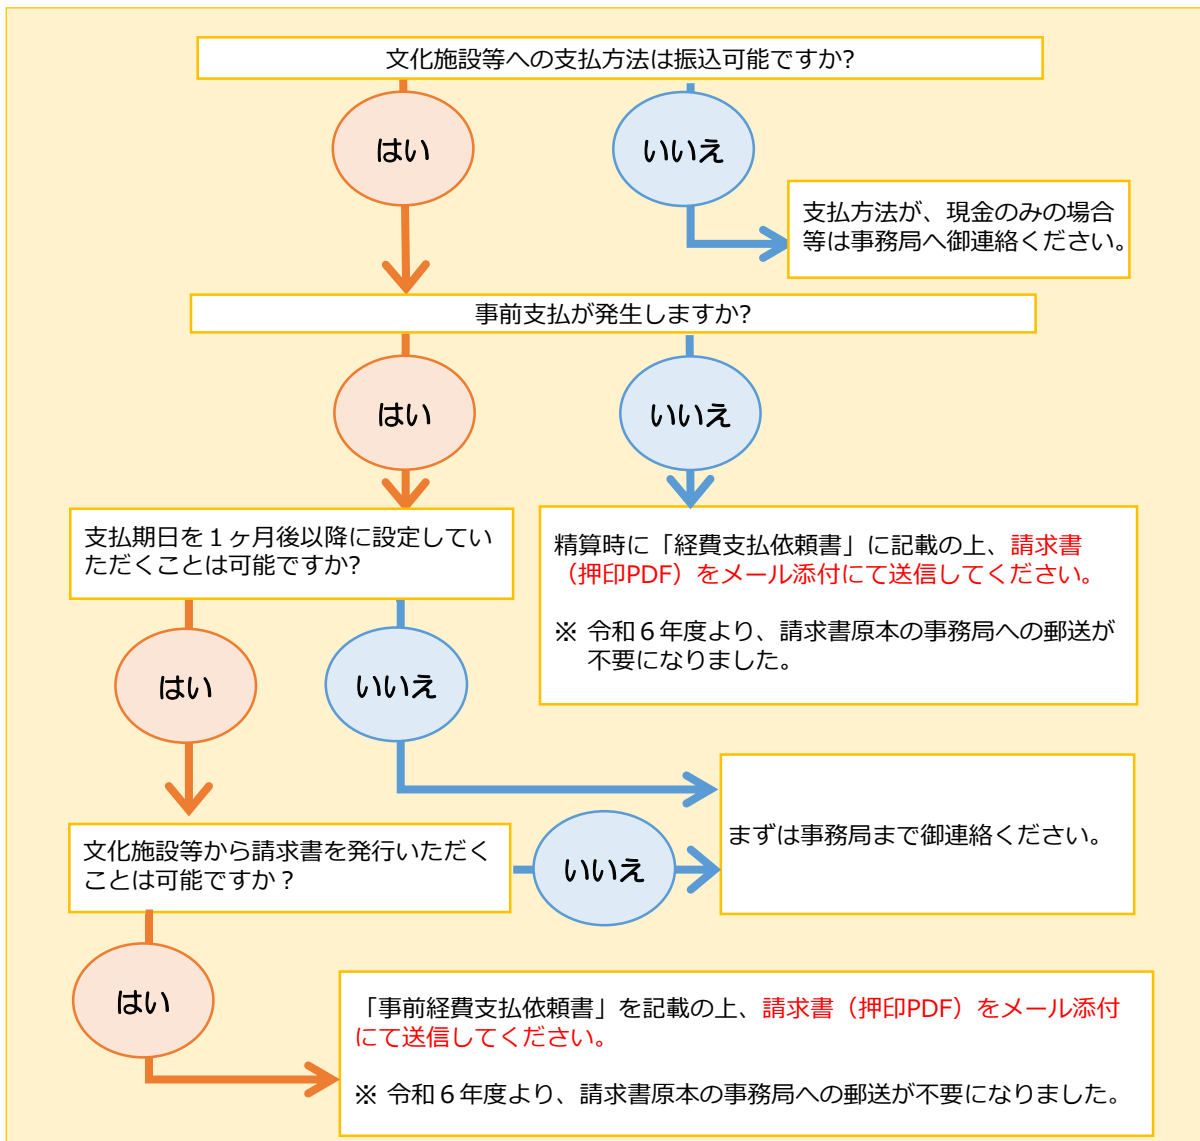 文化施設等への支払方法は振込可能ですか?
はい
いいえ
支払方法が、現金のみの場合
等は事務局へ御連絡ください。
事前支払が発生しますか?
はい
いいえ
支払期日を１ヶ月後以降に設定してい
ただくことは可能ですか?
精算時に「経費支払依頼書」に記載の上、請求書
（押印PDF）をメール添付にて送信してください。
※ 令和６年度より、請求書原本の事務局への郵送が
不要になりました。
はい
いいえ
まずは事務局まで御連絡ください。
文化施設等から請求書を発行いただく
ことは可能ですか？
いいえ
はい
「事前経費支払依頼書」を記載の上、請求書（押印PDF）をメール添付
にて送信してください。
※ 令和６年度より、請求書原本の事務局への郵送が不要になりました。